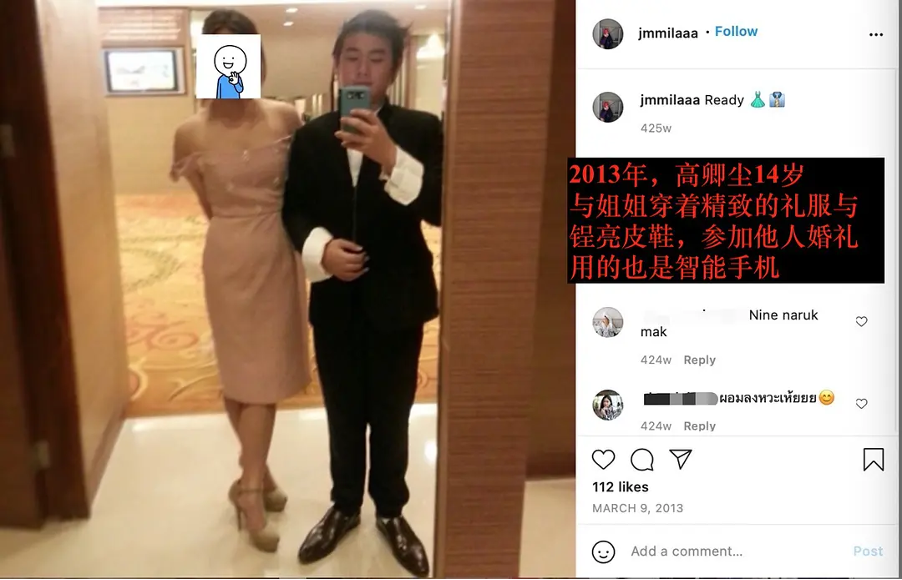 jmmilaaa • Follow
jmmilaaa Ready
425w
2013年，高卿尘14岁
与姐姐穿着精致的礼服与
锃亮皮鞋，参加他人婚礼
用的也是智能手机
Nine naruk
mak
424w Reply
ผอมลงหวะเห้ยยย
424w Reply
112 likes
MARCH 9, 2013
Add a comment...
Post